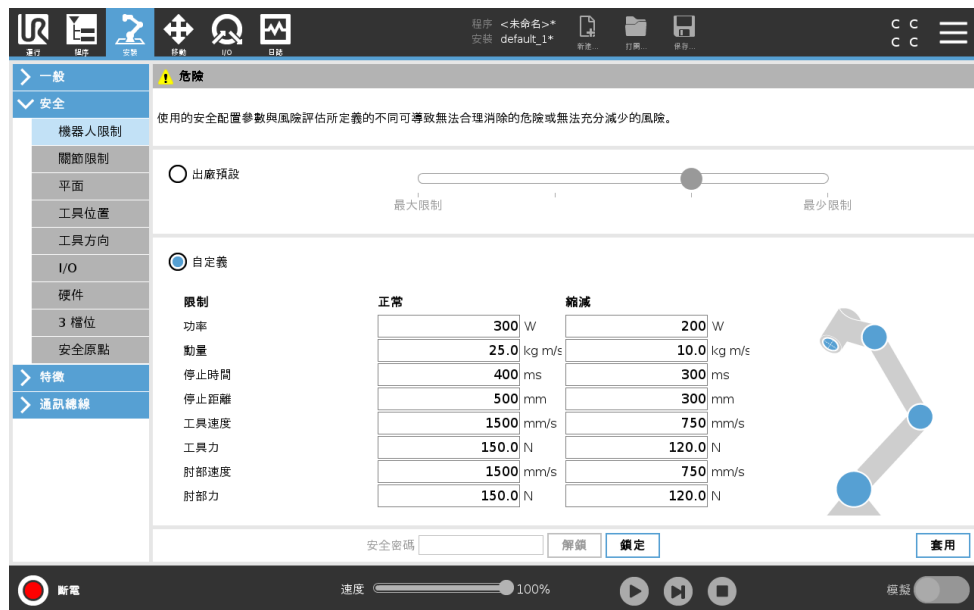 UR
運行
程序
安裝
移動
I/O
日誌
程序 <未命名>*
安裝 default_1*
新建...
打開...
保存...
C C
C C
一般
安全
機器人限制
關節限制
平面
工具位置
工具方向
I/O
硬件
3 檔位
安全原點
特徵
通訊總線
危險
使用的安全配置參數與風險評估所定義的不同可導致無法合理消除的危險或無法充分減少的風險。
出廠預設
最大限制 最少限制
自定義
限制 正常 縮減
功率 300 W 200 W
動量 25.0 kg m/s 10.0 kg m/s
停止時間 400 ms 300 ms
停止距離 500 mm 300 mm
工具速度 1500 mm/s 750 mm/s
工具力 150.0 N 120.0 N
肘部速度 1500 mm/s 750 mm/s
肘部力 150.0 N 120.0 N
安全密碼 解鎖 鎖定 套用
斷電 速度 100% 模擬